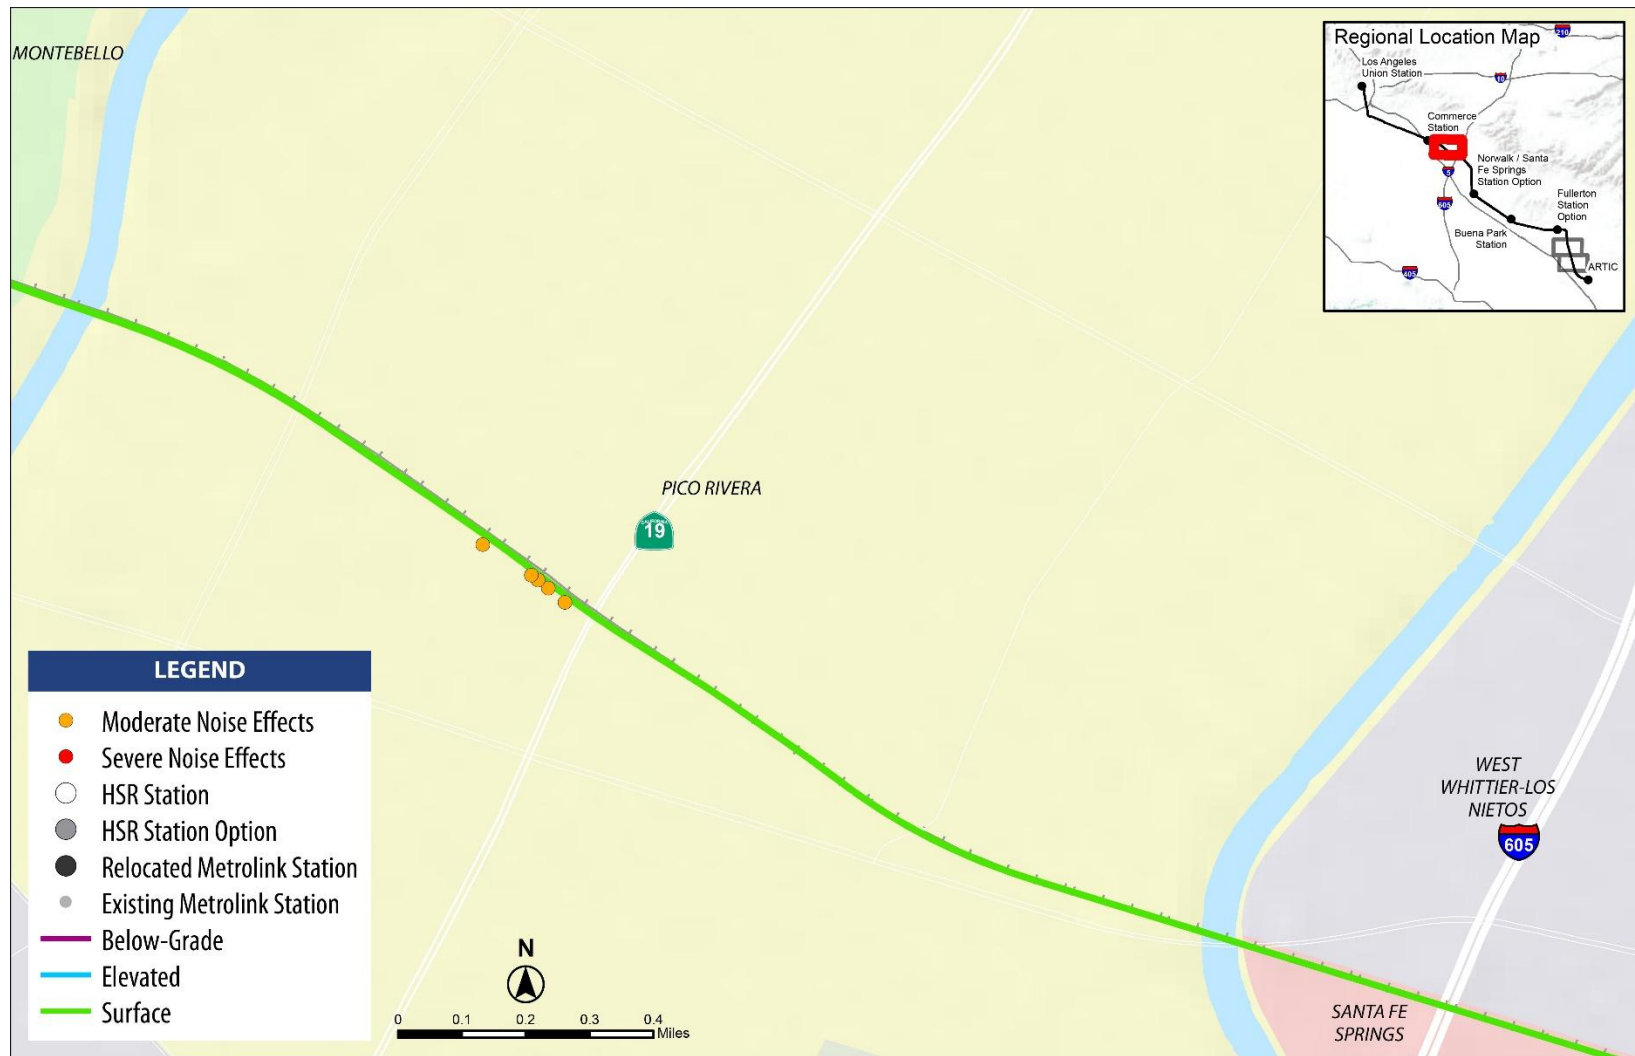 MONTEBELLO
Regional Location Map
210
Los Angeles
Union Station
10
Commerce
Station
Norwalk / Santa
Fe Springs
Station Option
5
605
Fullerton
Station
Option
Buena Park
Station
ARTIC
405
PICO RIVERA
CALIFORNIA
19
WEST
WHITTIER-LOS
NIETOS
605
SANTA FE
SPRINGS
LEGEND
Moderate Noise Effects
Severe Noise Effects
HSR Station
HSR Station Option
Relocated Metrolink Station
Existing Metrolink Station
Below-Grade
Elevated
Surface
N
0 0.1 0.2 0.3 0.4
Miles